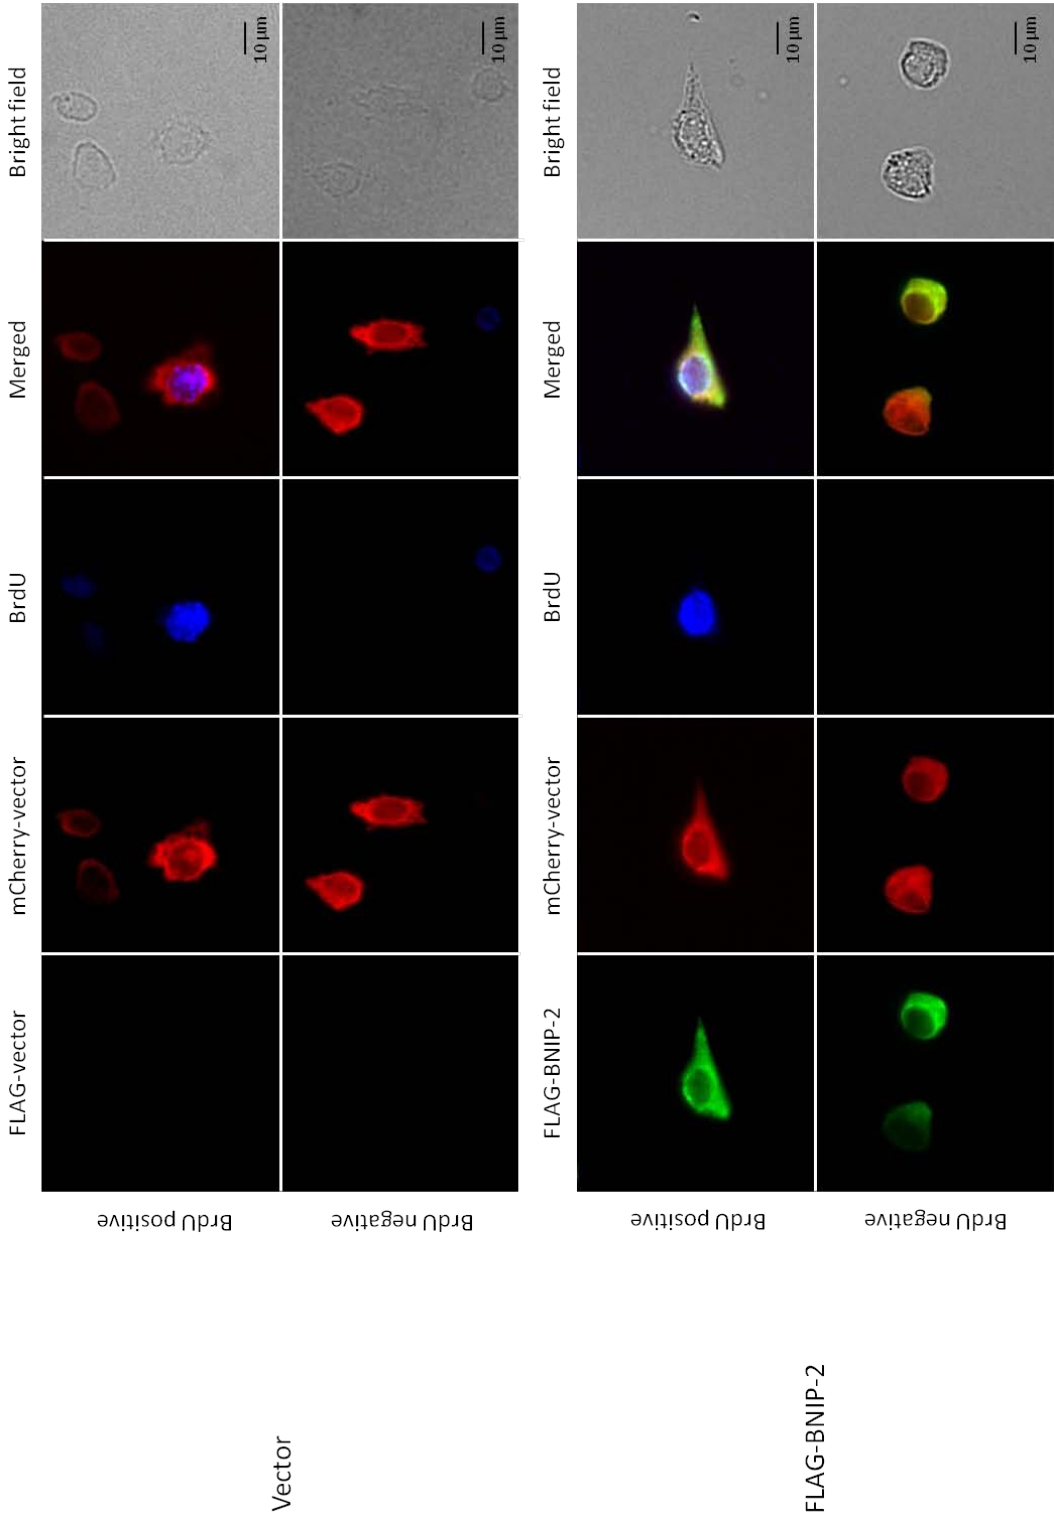 Vector
FLAG-vector
mCherry-vector
BrdU
Merged
Bright field
BrdU positive
10 µm
BrdU negative
10 µm
FLAG-BNIP-2
FLAG-BNIP-2
mCherry-vector
BrdU
Merged
Bright field
BrdU positive
10 µm
BrdU negative
10 µm